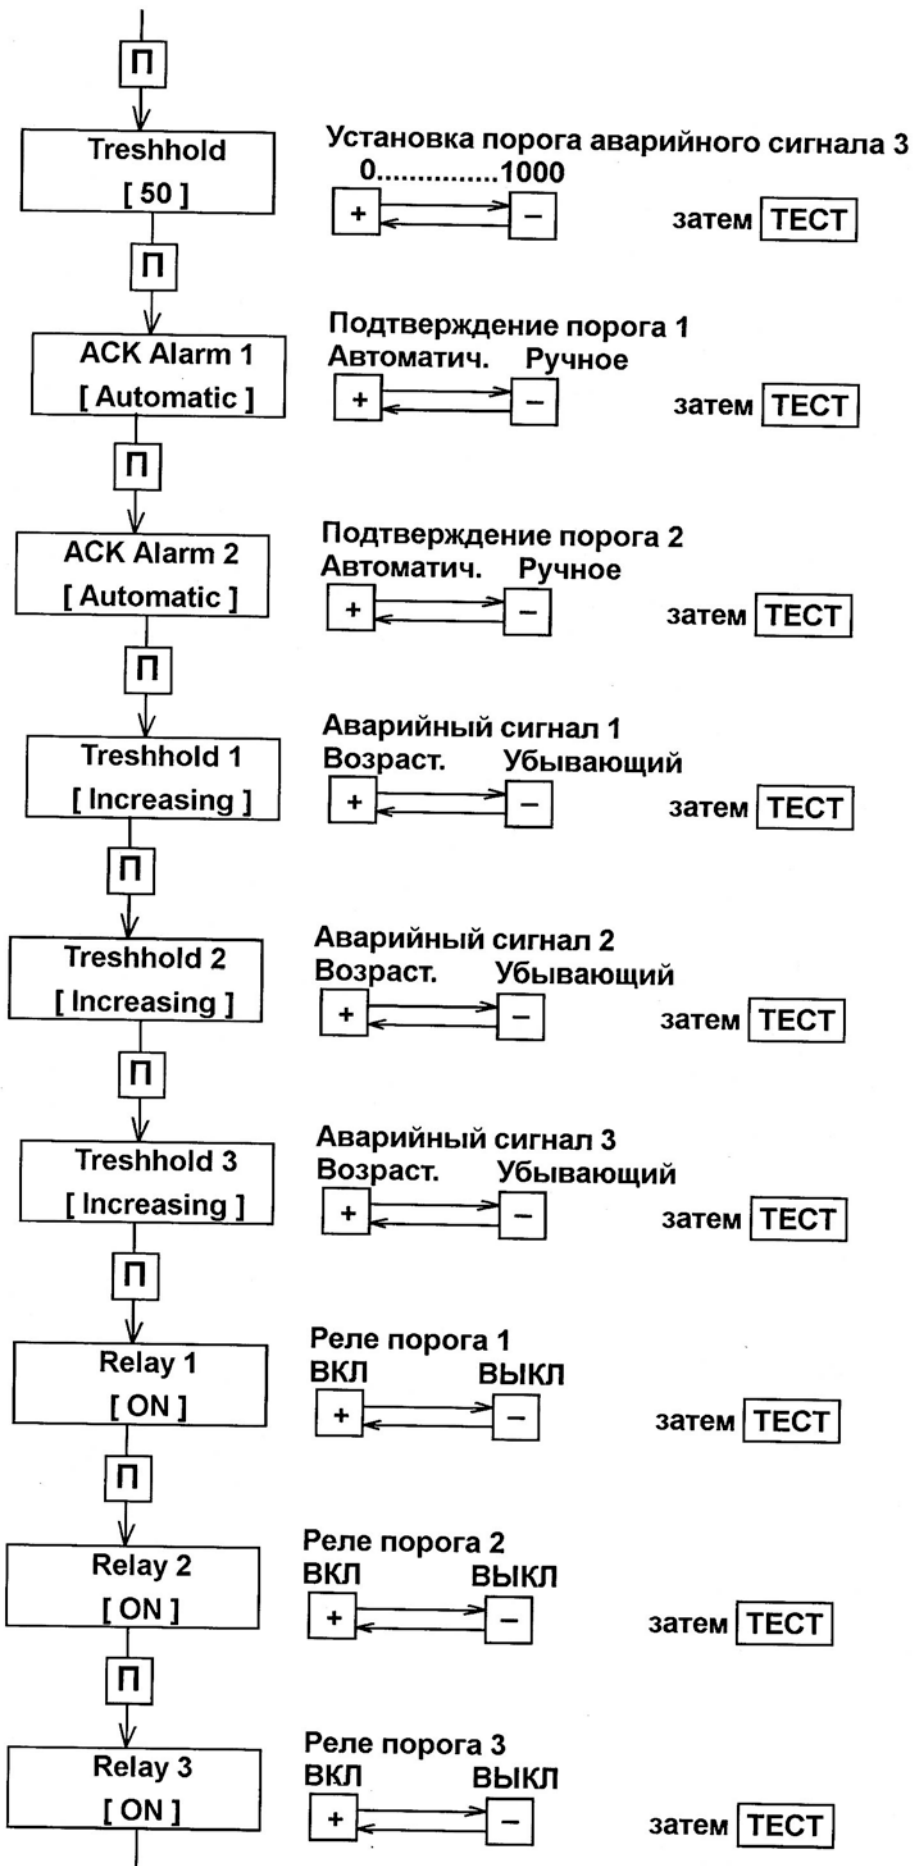 П
Treshhold
[ 50 ]
Установка порога аварийного сигнала 3
0...............1000
+ – затем ТЕСТ
П
ACK Alarm 1
[ Automatic ]
Подтверждение порога 1
Автоматич. Ручное
+ – затем ТЕСТ
П
ACK Alarm 2
[ Automatic ]
Подтверждение порога 2
Автоматич. Ручное
+ – затем ТЕСТ
П
Treshhold 1
[ Increasing ]
Аварийный сигнал 1
Возраст. Убывающий
+ – затем ТЕСТ
П
Treshhold 2
[ Increasing ]
Аварийный сигнал 2
Возраст. Убывающий
+ – затем ТЕСТ
П
Treshhold 3
[ Increasing ]
Аварийный сигнал 3
Возраст. Убывающий
+ – затем ТЕСТ
П
Relay 1
[ ON ]
Реле порога 1
ВКЛ ВЫКЛ
+ – затем ТЕСТ
П
Relay 2
[ ON ]
Реле порога 2
ВКЛ ВЫКЛ
+ – затем ТЕСТ
П
Relay 3
[ ON ]
Реле порога 3
ВКЛ ВЫКЛ
+ – затем ТЕСТ